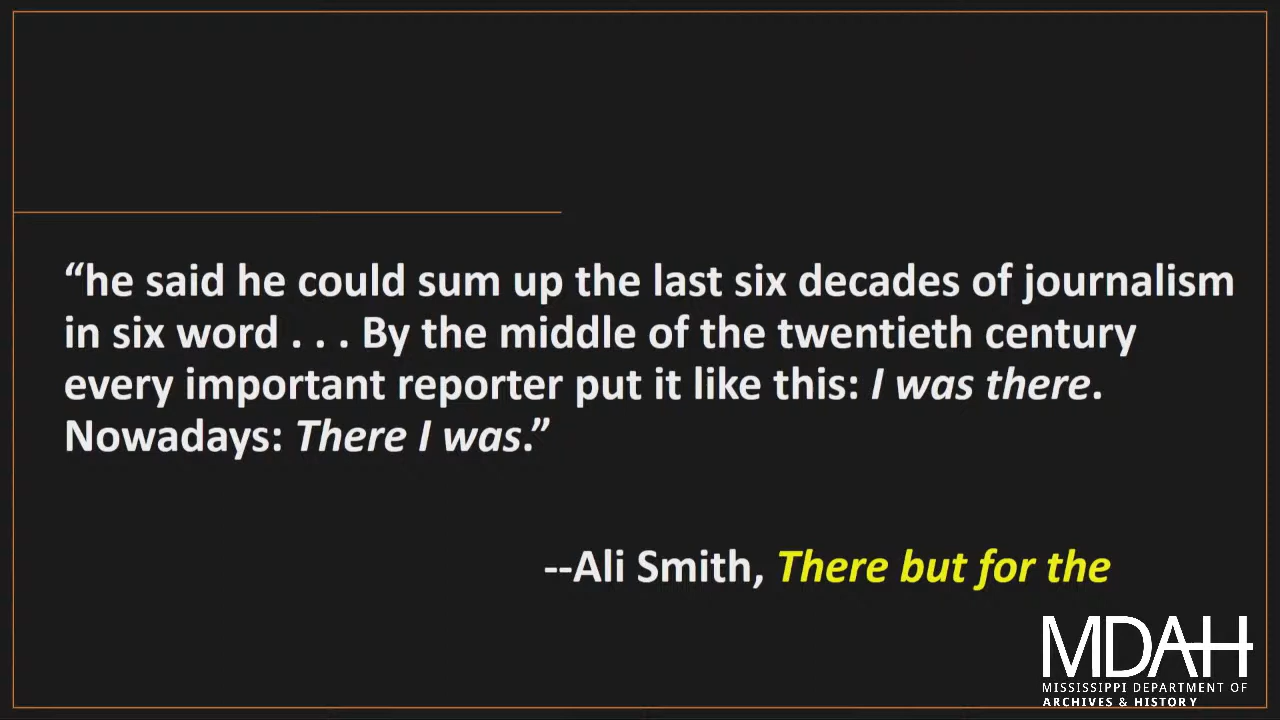 “he said he could sum up the last six decades of journalism
in six word . . . By the middle of the twentieth century
every important reporter put it like this: I was there.
Nowadays: There I was.”
--Ali Smith, There but for the
MDAH
MISSISSIPPI DEPARTMENT OF
ARCHIVES & HISTORY